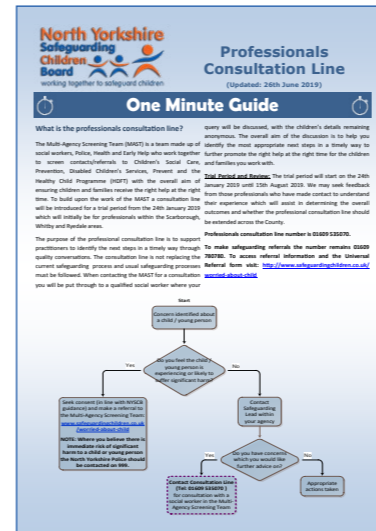 North Yorkshire
Safeguarding
Children
Board
working together to safeguard children
Professionals
Consultation Line
(Updated: 26th June 2019)
One Minute Guide
What is the professionals consultation line?
The Multi-Agency Screening Team (MAST) is a team made up of
social workers, Police, Health and Early Help who work together
to screen contacts/referrals to Children's Social Care,
Prevention, Disabled Children's Services, Prevent and the
Healthy Child Programme (HDFT) with the overall aim of
ensuring children and families receive the right help at the right
time. To build upon the work of the MAST a consultation line
will be introduced for a trial period from the 24th January 2019
which will initially be for professionals within the Scarborough,
Whitby and Ryedale areas.
The purpose of the professional consultation line is to support
practitioners to identify the next steps in a timely way through
quality conversations. The consultation line is not replacing the
current safeguarding process and usual safeguarding processes
must be followed. When contacting the MAST for a consultation
you will be put through to a qualified social worker where your
query will be discussed, with the children's details remaining
anonymous. The overall aim of the discussion is to help you
identify the most appropriate next steps in a timely way to
further promote the right help at the right time for the children
and families you work with.
Trial Period and Review: The trial period will start on the 24th
January 2019 until 15th August 2019. We may seek feedback
from those professionals who have made contact to understand
their experience which will assist in determining the overall
outcomes and whether the professional consultation line should
be extended across the County.
Professionals consultation line number is 01609 535070.
To make safeguarding referrals the number remains 01609
780780. To access referral information and the Universal
Referral form visit: http://www.safeguardingchildren.co.uk/
worried-about-child
Start
Concern identified about
a child / young person
Do you feel the child /
young person is
experiencing or likely to
suffer significant harm?
Yes
No
Seek consent (in line with NYSCB
guidance) and make a referral to
the Multi-Agency Screening Team
www.safeguardingchildren.co.uk
/worried-about-child
NOTE: Where you believe there is
immediate risk of significant
harm to a child or young person
the North Yorkshire Police should
be contacted on 999.
Contact
Safeguarding
Lead within
your agency
Do you have concerns
which you would like
further advice on?
Yes
No
Contact Consultation Line
(Tel: 01609 535070 )
for consultation with a
social worker in the Multi-
Agency Screening Team
Appropriate
actions taken